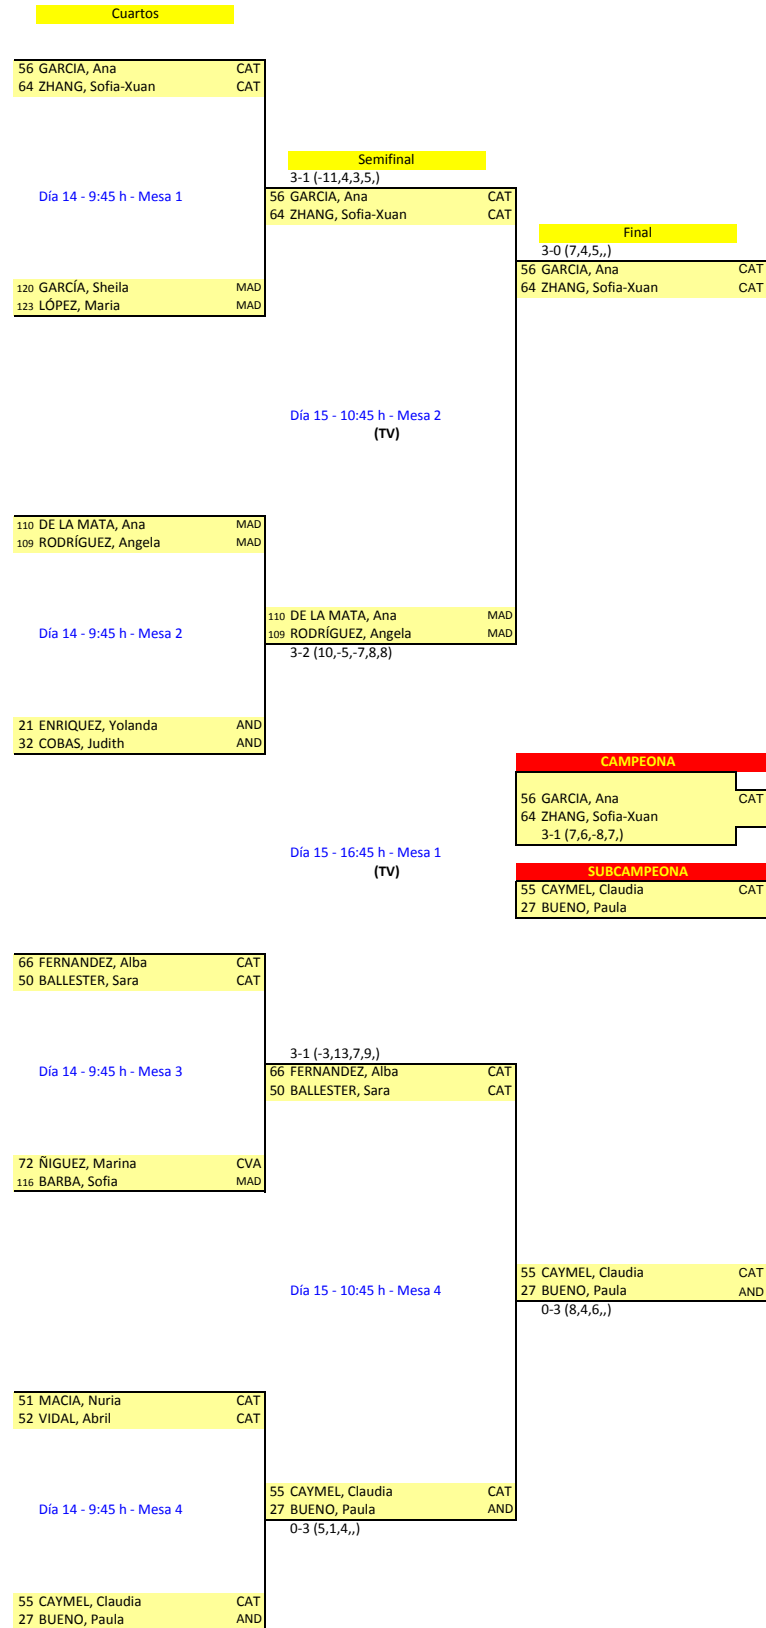 Cuartos
56 GARCIA, Ana CAT
64 ZHANG, Sofia-Xuan CAT
Semifinal
3-1 (-11,4,3,5,)
Día 14 - 9:45 h - Mesa 1
56 GARCIA, Ana CAT
64 ZHANG, Sofia-Xuan CAT
Final
3-0 (7,4,5,,)
56 GARCIA, Ana CAT
64 ZHANG, Sofia-Xuan CAT
120 GARCÍA, Sheila MAD
123 LÓPEZ, Maria MAD
Día 15 - 10:45 h - Mesa 2
(TV)
110 DE LA MATA, Ana MAD
109 RODRÍGUEZ, Angela MAD
Día 14 - 9:45 h - Mesa 2
110 DE LA MATA, Ana MAD
109 RODRÍGUEZ, Angela MAD
3-2 (10,-5,-7,8,8)
21 ENRIQUEZ, Yolanda AND
32 COBAS, Judith AND
CAMPEONA
56 GARCIA, Ana CAT
64 ZHANG, Sofia-Xuan
3-1 (7,6,-8,7,)
Día 15 - 16:45 h - Mesa 1
(TV)
SUBCAMPEONA
55 CAYMEL, Claudia CAT
27 BUENO, Paula
66 FERNANDEZ, Alba CAT
50 BALLESTER, Sara CAT
3-1 (-3,13,7,9,)
Día 14 - 9:45 h - Mesa 3
66 FERNANDEZ, Alba CAT
50 BALLESTER, Sara CAT
72 ÑIGUEZ, Marina CVA
116 BARBA, Sofia MAD
Día 15 - 10:45 h - Mesa 4
55 CAYMEL, Claudia CAT
27 BUENO, Paula AND
0-3 (8,4,6,,)
51 MACIA, Nuria CAT
52 VIDAL, Abril CAT
Día 14 - 9:45 h - Mesa 4
55 CAYMEL, Claudia CAT
27 BUENO, Paula AND
0-3 (5,1,4,,)
55 CAYMEL, Claudia CAT
27 BUENO, Paula AND